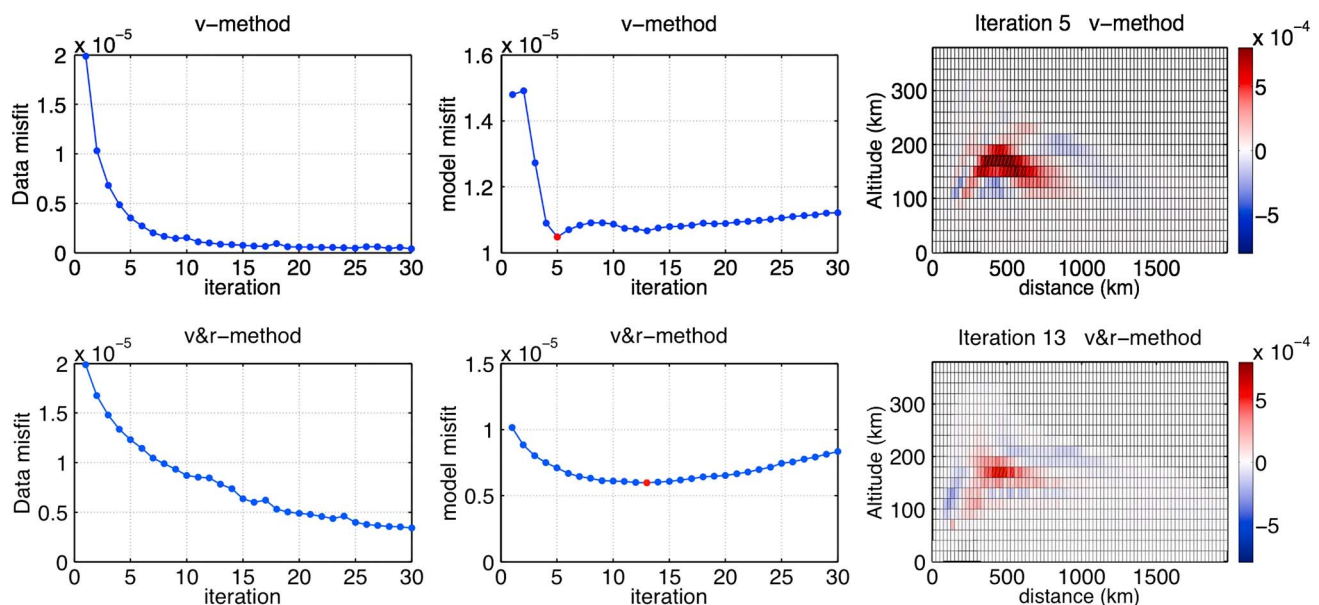 v-method
x 10^-5
2
1.5
1
0.5
0
Data misfit
0 5 10 15 20 25 30
iteration
v-method
x 10^-5
1.6
1.4
1.2
1
model misfit
0 5 10 15 20 25 30
iteration
Iteration 5 v-method
x 10^-4
300
200
100
0
Altitude (km)
0 500 1000 1500
distance (km)
5
0
-5
v&r-method
x 10^-5
2
1.5
1
0.5
0
Data misfit
0 5 10 15 20 25 30
iteration
v&r-method
x 10^-5
1.5
1
0.5
0
model misfit
0 5 10 15 20 25 30
iteration
Iteration 13 v&r-method
x 10^-4
300
200
100
0
Altitude (km)
0 500 1000 1500
distance (km)
5
0
-5